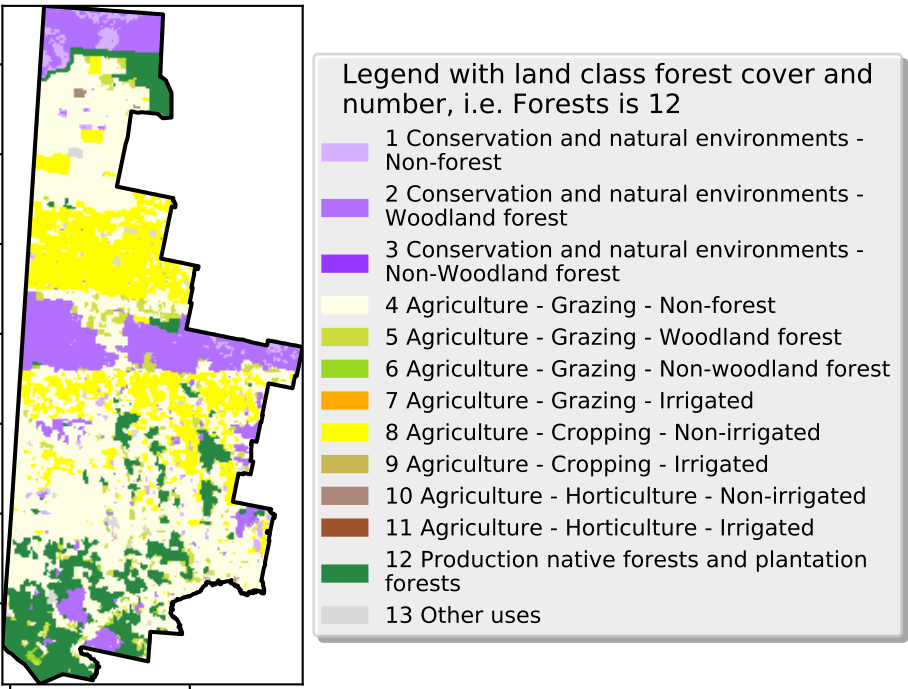 Legend with land class forest cover and
number, i.e. Forests is 12
1 Conservation and natural environments -
Non-forest
2 Conservation and natural environments -
Woodland forest
3 Conservation and natural environments -
Non-Woodland forest
4 Agriculture - Grazing - Non-forest
5 Agriculture - Grazing - Woodland forest
6 Agriculture - Grazing - Non-woodland forest
7 Agriculture - Grazing - Irrigated
8 Agriculture - Cropping - Non-irrigated
9 Agriculture - Cropping - Irrigated
10 Agriculture - Horticulture - Non-irrigated
11 Agriculture - Horticulture - Irrigated
12 Production native forests and plantation
forests
13 Other uses